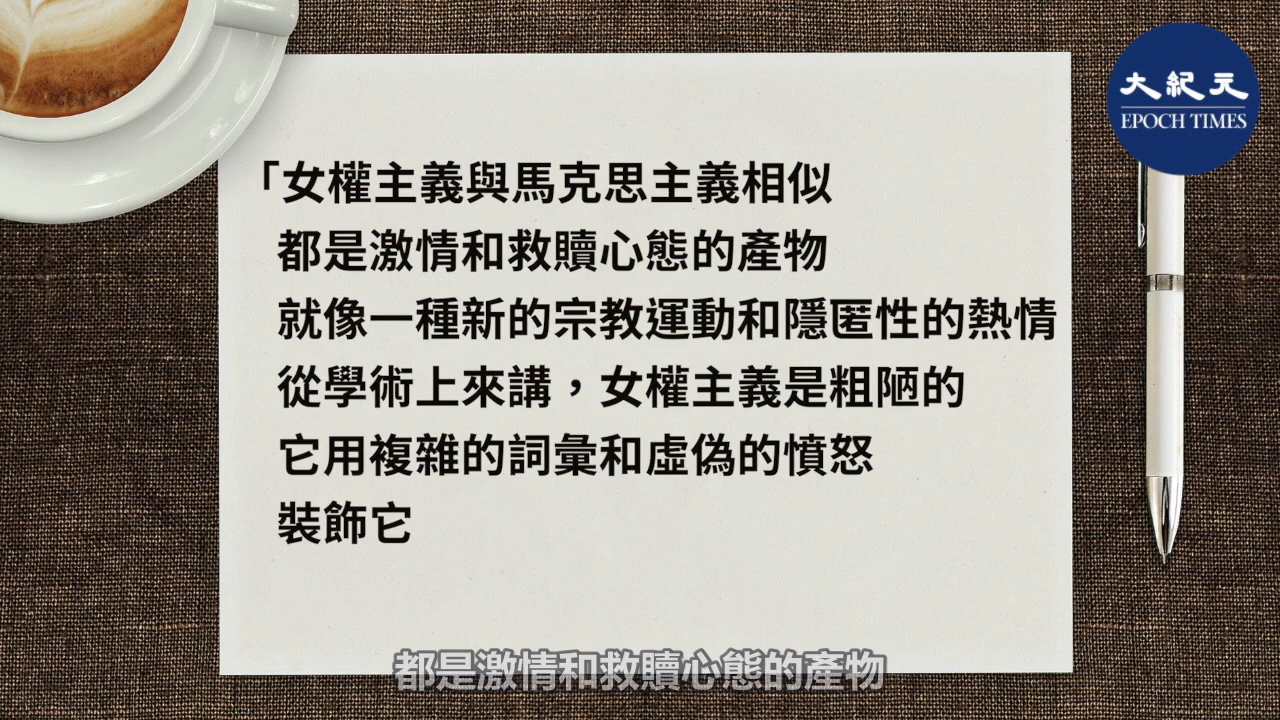 大紀元
EPOCH TIMES
「女權主義與馬克思主義相似
都是激情和救贖心態的產物
就像一種新的宗教運動和隱匿性的熱情
從學術上來講，女權主義是粗陋的
它用複雜的詞彙和虛偽的憤怒
裝飾它
都是激情和救贖心態的產物